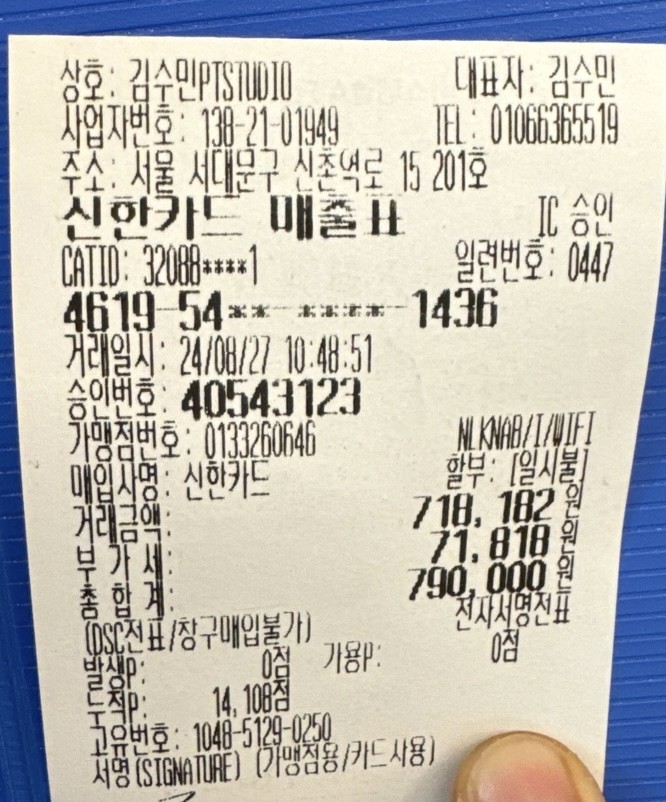 상호: 김수민PTSTUDIO 대표자: 김수민
사업자번호: 138-21-01949 TEL: 01066365519
주소: 서울 서대문구 신촌역로 15 201호
신한카드 매출표 IC 승인
CATID: 32088****1 일련번호: 0447
4619-54**-****-1436
거래일시: 24/08/27 10:48:51
승인번호: 40543123
가맹점번호: 0133260646 NLKNAB/I/WIFI
매입사명: 신한카드 할부: [일시불]
거래금액: 718,182원
부 가 세: 71,818원
총 합 계: 790,000원
전자서명전표
(DSC전표/창구매입불가)
발생P: 0점 가용P: 0점
누적P: 14,108점
고유번호: 1048-5129-0250
서명(SIGNATURE) (가맹점용/카드사용)